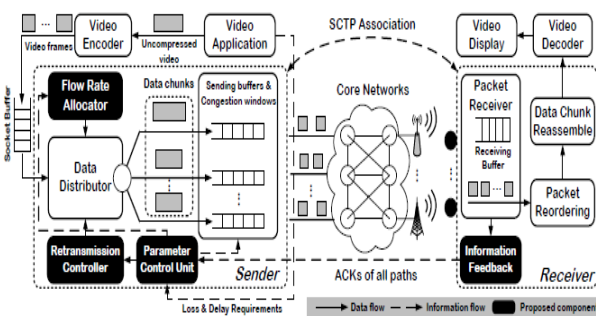 Video frames
Video
Encoder
Uncompressed
video
Video
Application
SCTP Association
Video
Display
Video
Decoder
Socket Buffer
Flow Rate
Allocator
Data chunks
Sending buffers &
Congestion windows
Core Networks
Packet
Receiver
Receiving
Buffer
Data Chunk
Reassemble
Data
Distributor
Packet
Reordering
Retransmission
Controller
Parameter
Control Unit
Sender
ACKs of all paths
Information
Feedback
Receiver
Loss & Delay Requirements
Data flow
Information flow
Proposed component